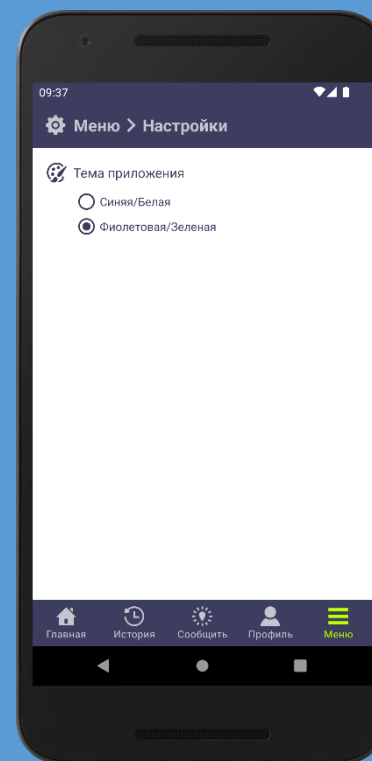 09:37
Меню > Настройки
Тема приложения
Синяя/Белая
Фиолетовая/Зеленая
Главная История Сообщить Профиль Меню